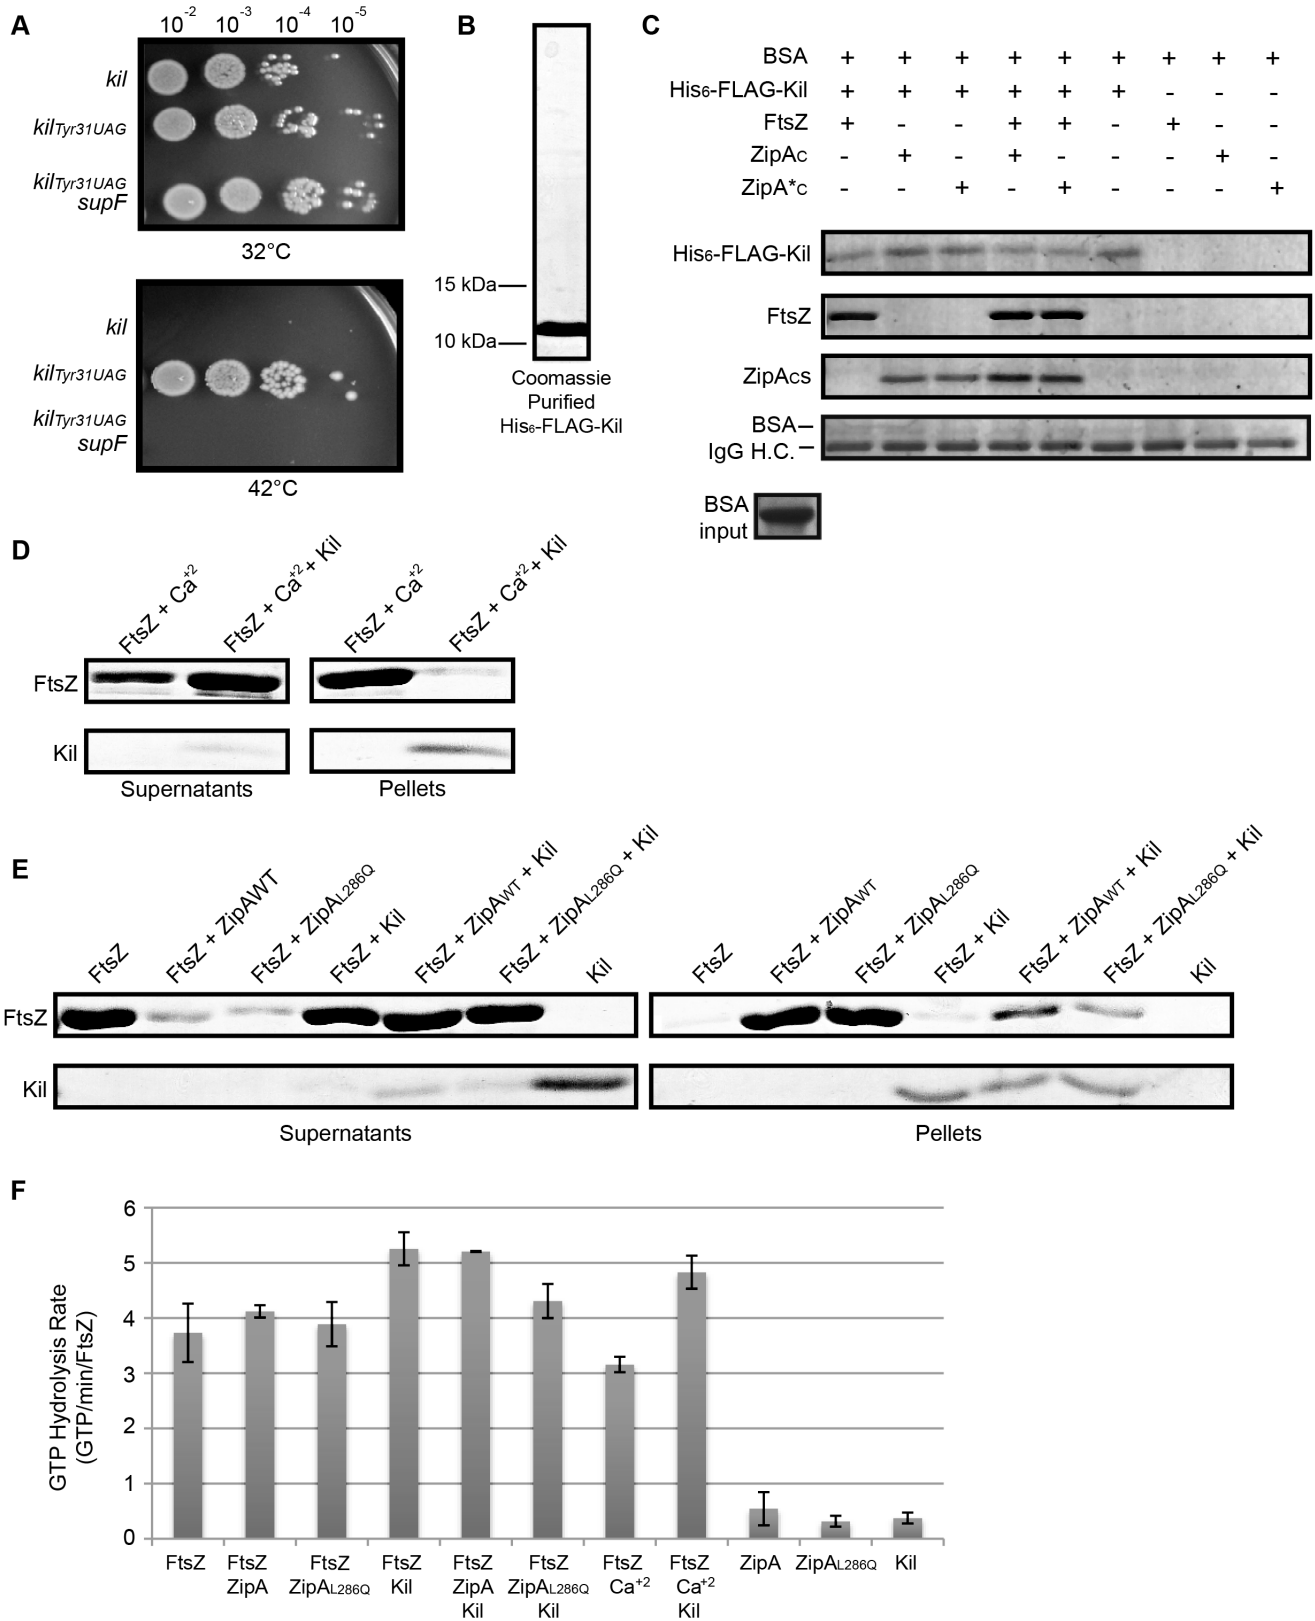 A
10-2 10-3 10-4 10-5
kil
kilTyr31UAG
kilTyr31UAG
supF
32°C
kil
kilTyr31UAG
kilTyr31UAG
supF
42°C
B
15 kDa
10 kDa
Coomassie
Purified
His6-FLAG-Kil
C
BSA + + + + + + + + +
His6-FLAG-Kil + + + + + + - - -
FtsZ + - - + + - + - -
ZipAC - + - + - - - + -
ZipA*C - - + - + - - - +
His6-FLAG-Kil
FtsZ
ZipACS
BSA
IgG H.C.
BSA
input
D
FtsZ + Ca+2
FtsZ + Ca+2 + Kil
FtsZ + Ca+2
FtsZ + Ca+2 + Kil
FtsZ
Kil
Supernatants
Pellets
E
FtsZ
FtsZ + ZipAWT
FtsZ + ZipAL286Q
FtsZ + Kil
FtsZ + ZipAWT + Kil
FtsZ + ZipAL286Q + Kil
Kil
FtsZ
FtsZ + ZipAWT
FtsZ + ZipAL286Q
FtsZ + Kil
FtsZ + ZipAWT + Kil
FtsZ + ZipAL286Q + Kil
Kil
FtsZ
Kil
Supernatants
Pellets
F
GTP Hydrolysis Rate
(GTP/min/FtsZ)
6
5
4
3
2
1
0
FtsZ FtsZ FtsZ FtsZ FtsZ FtsZ FtsZ FtsZ ZipA ZipAL286Q Kil
ZipA ZipAL286Q Kil ZipA ZipAL286Q Ca+2 Ca+2
Kil Kil Kil